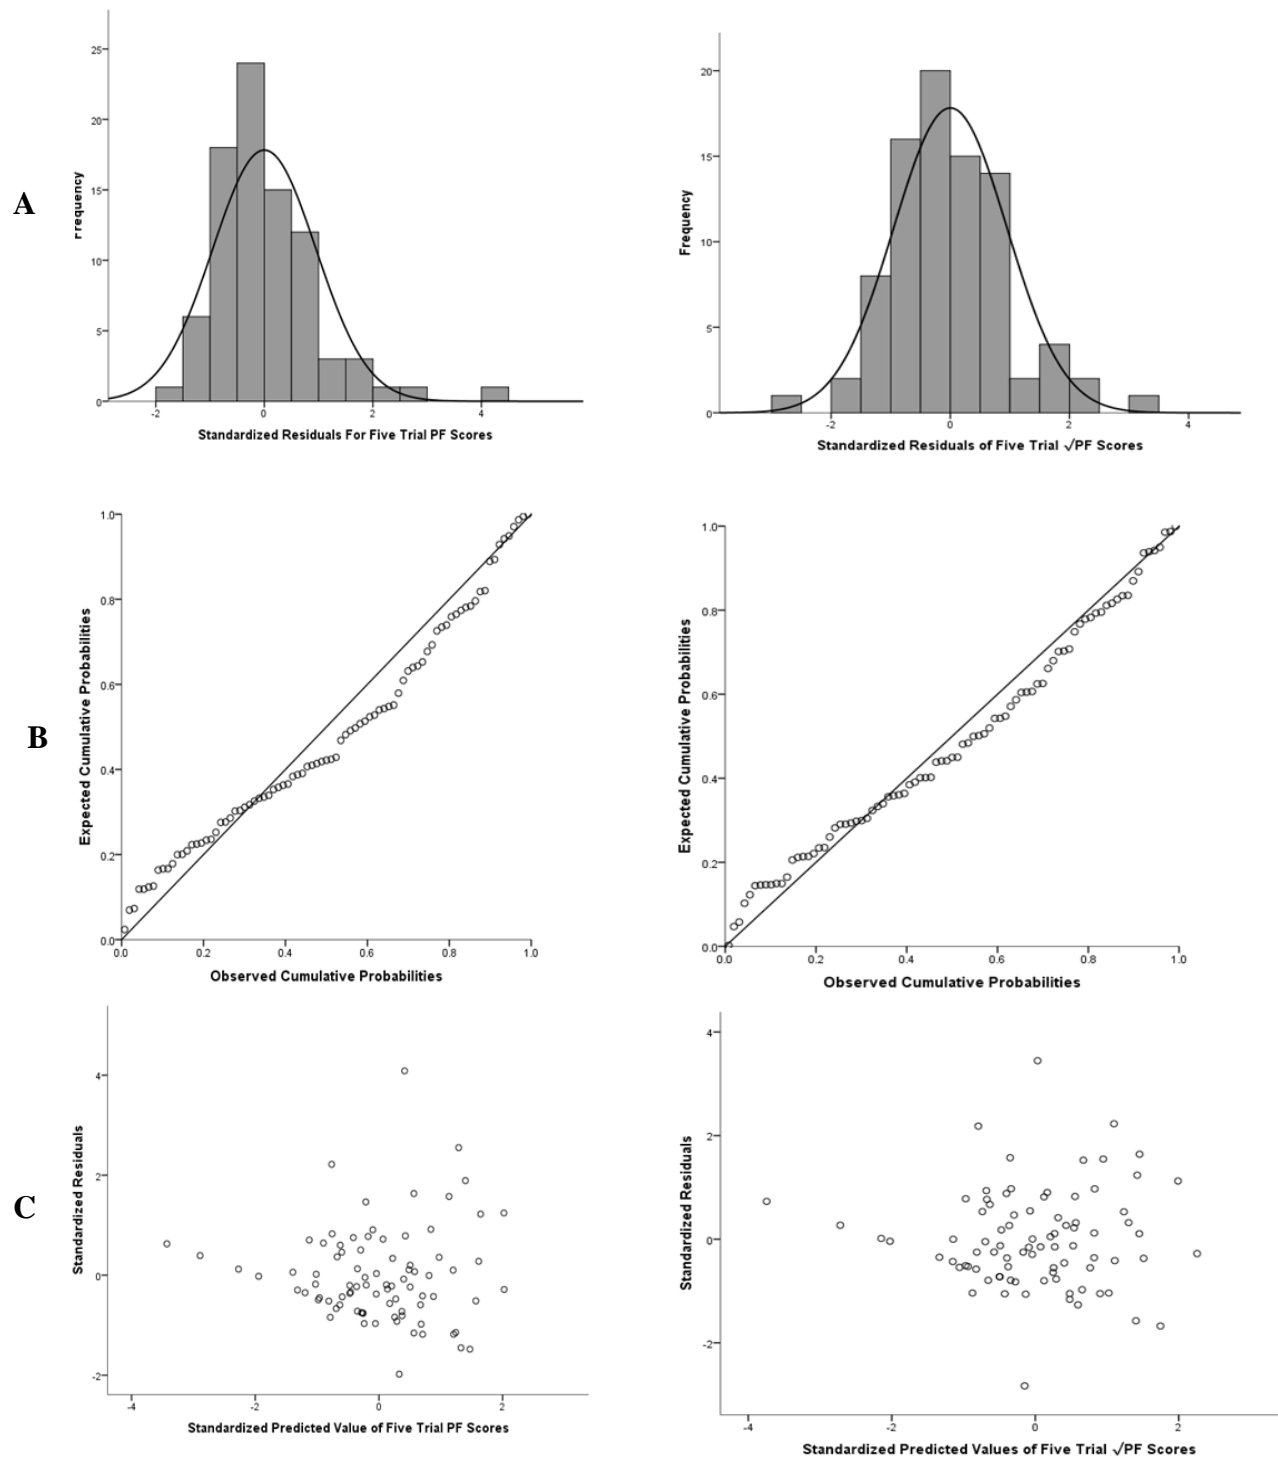 A
25
20
15
10
5
0
-2 0 2 4
Frequency
Standardized Residuals For Five Trial PF Scores
20
15
10
5
0
-2 0 2 4
Frequency
Standardized Residuals of Five Trial √PF Scores
B
1.0
0.8
0.6
0.4
0.2
0.0
0.0 0.2 0.4 0.6 0.8 1.0
Expected Cumulative Probabilities
Observed Cumulative Probabilities
1.0
0.8
0.6
0.4
0.2
0.0
0.0 0.2 0.4 0.6 0.8 1.0
Expected Cumulative Probabilities
Observed Cumulative Probabilities
C
4
2
0
-2
-4 -2 0 2
Standardized Residuals
Standardized Predicted Value of Five Trial PF Scores
4
2
0
-2
-4 -2 0 2
Standardized Residuals
Standardized Predicted Values of Five Trial √PF Scores